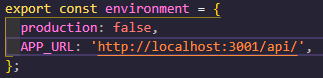 export const environment = {
  production: false,
  APP_URL: 'http://localhost:3001/api/',
};